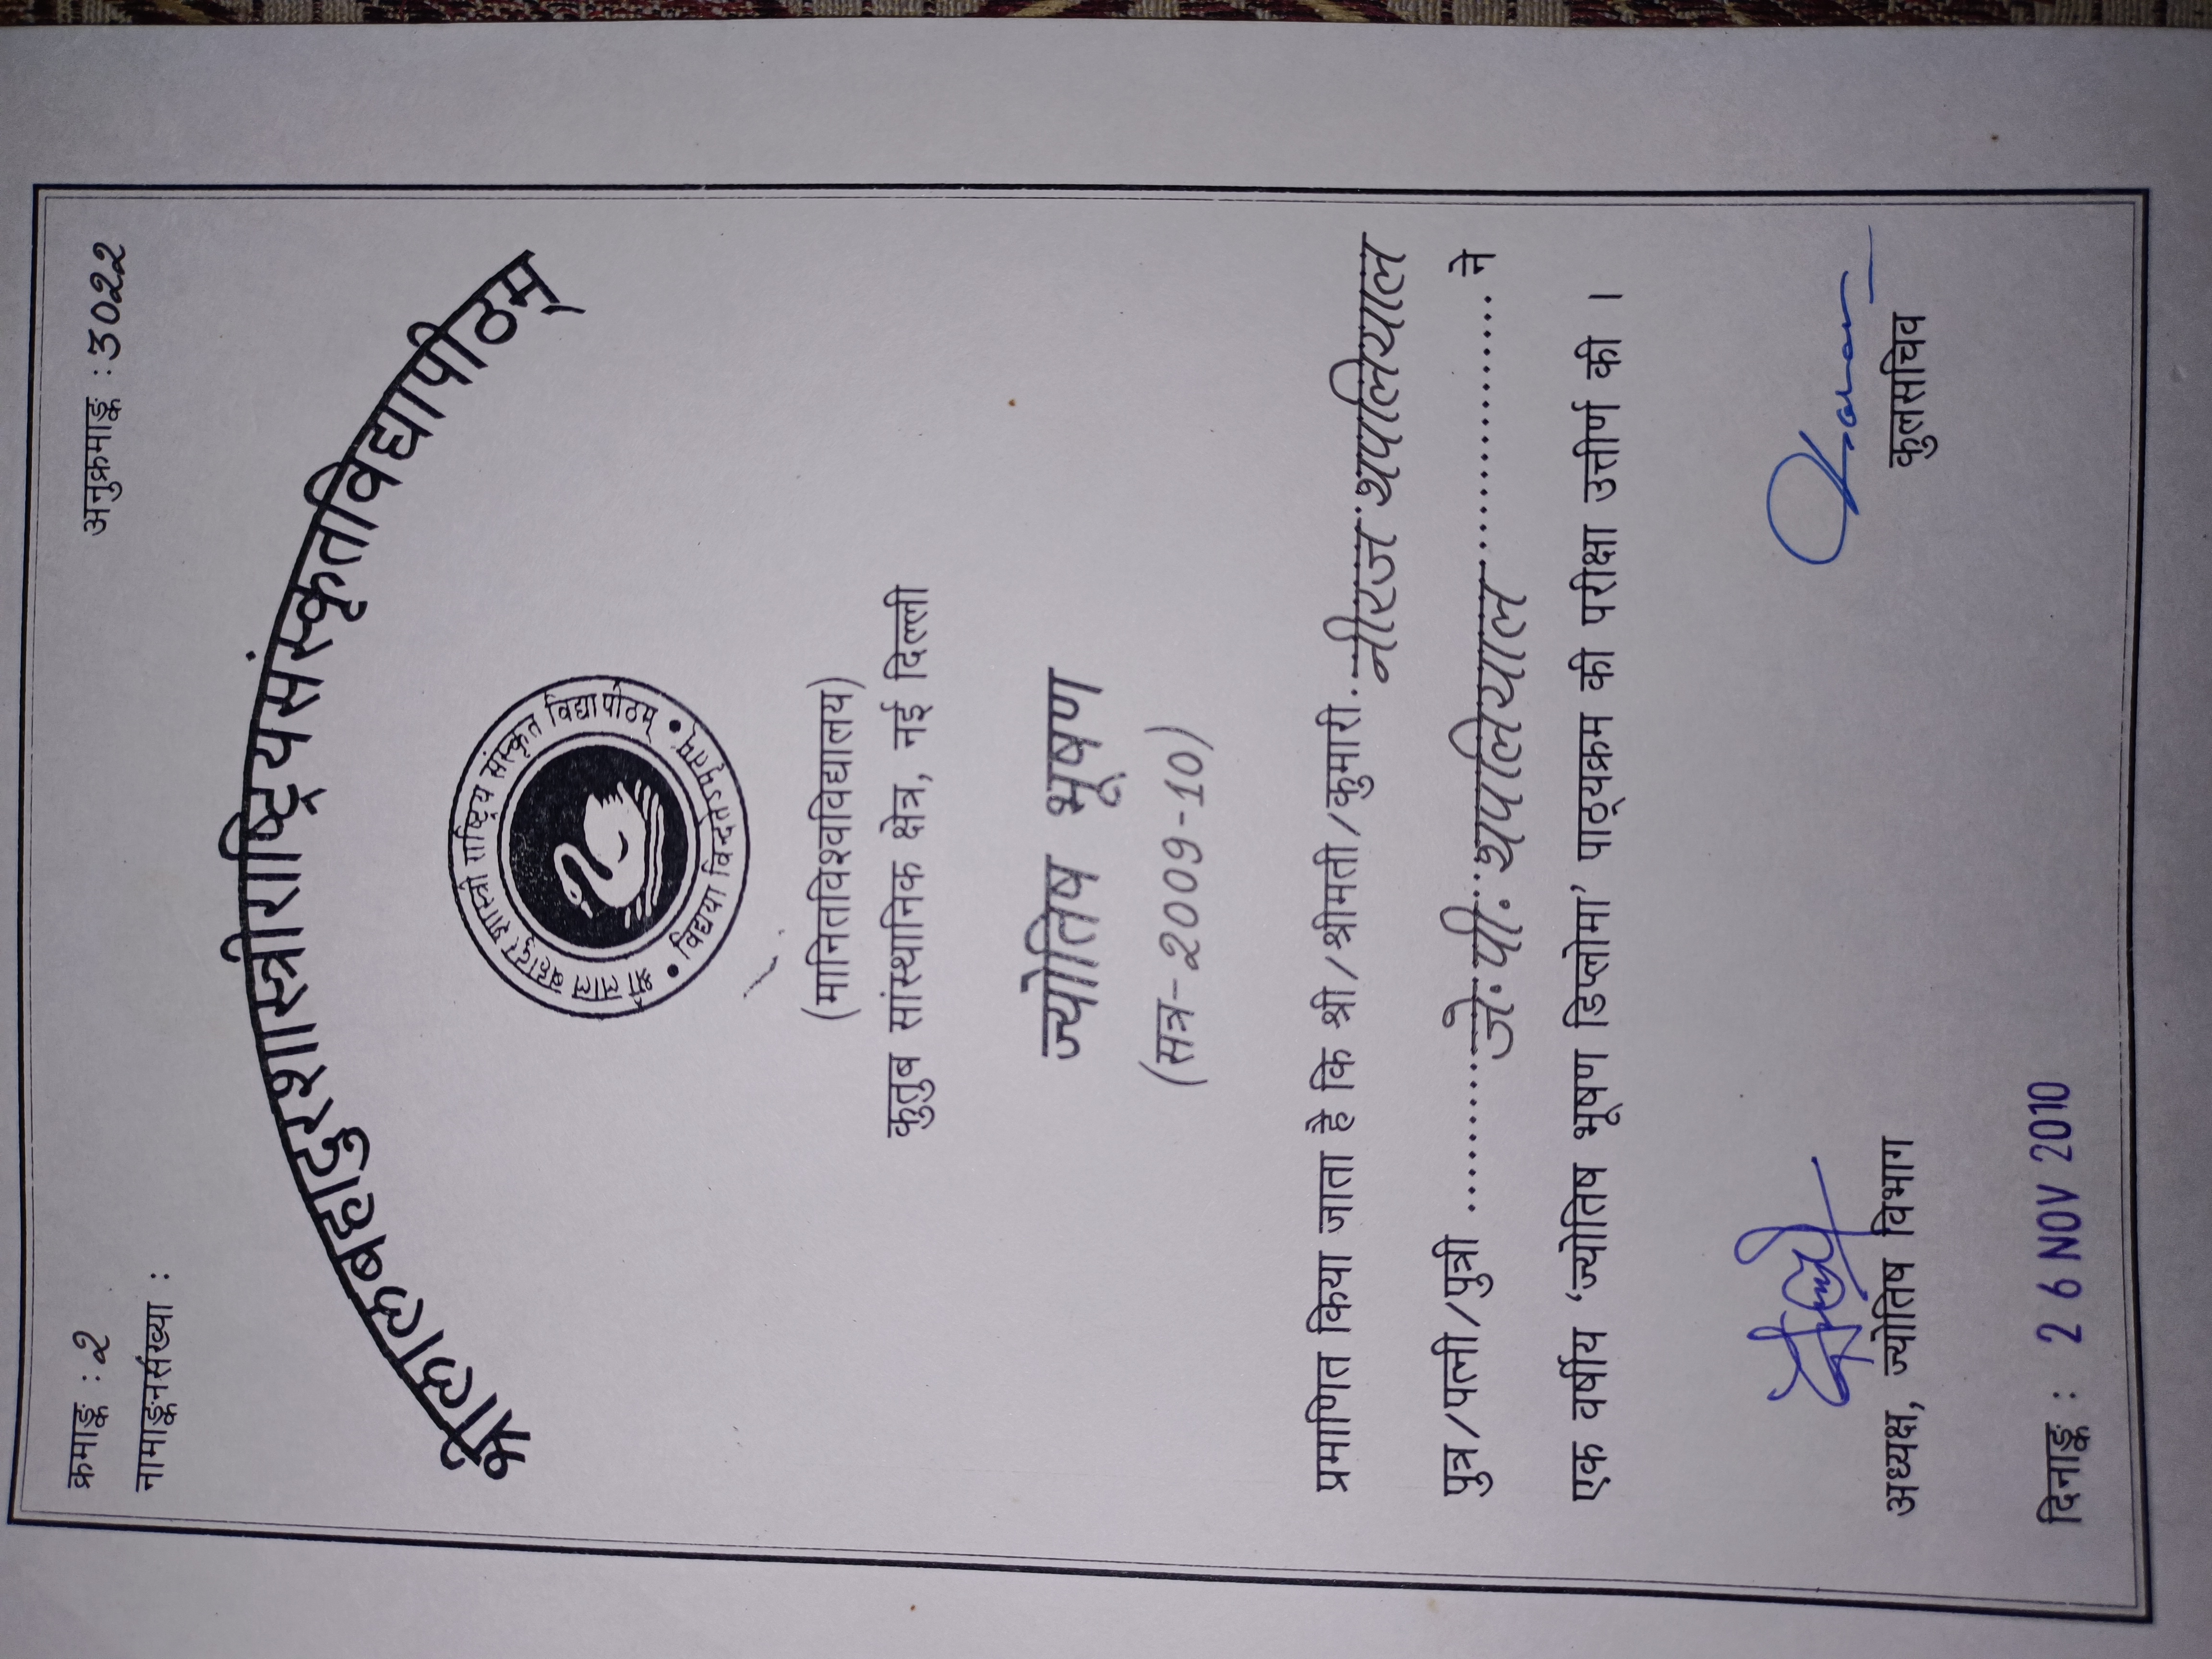 क्रमाङ्क : 2
अनुक्रमाङ्क : 3022
नामाङ्कनसंख्या :
श्रीलालबहादुरशास्त्रीराष्ट्रियसंस्कृतविद्यापीठम्
श्री लाल बहादुर शास्त्री राष्ट्रिय संस्कृत विद्यापीठम्
• विद्यया विन्दतेऽमृतम् •
(मानितविश्वविद्यालय)
कुतुब सांस्थानिक क्षेत्र, नई दिल्ली
ज्योतिष भूषण
(सत्र-2009-10)
प्रमाणित किया जाता है कि श्री/श्रीमती/कुमारी. नीरज थपलियाल
पुत्र/पत्नी/पुत्री ......... जे. पी. थपलियाल ................ ने
एक वर्षीय ‘ज्योतिष भूषण डिप्लोमा’ पाठ्यक्रम की परीक्षा उत्तीर्ण की ।
अध्यक्ष, ज्योतिष विभाग
कुलसचिव
दिनाङ्क : 26 NOV 2010